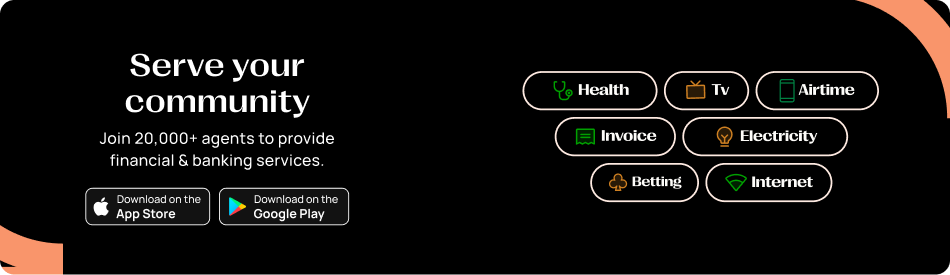 Serve your
community
Join 20,000+ agents to provide
financial & banking services.
Download on the
App Store
Download on the
Google Play
Health
Tv
Airtime
Invoice
Electricity
Betting
Internet